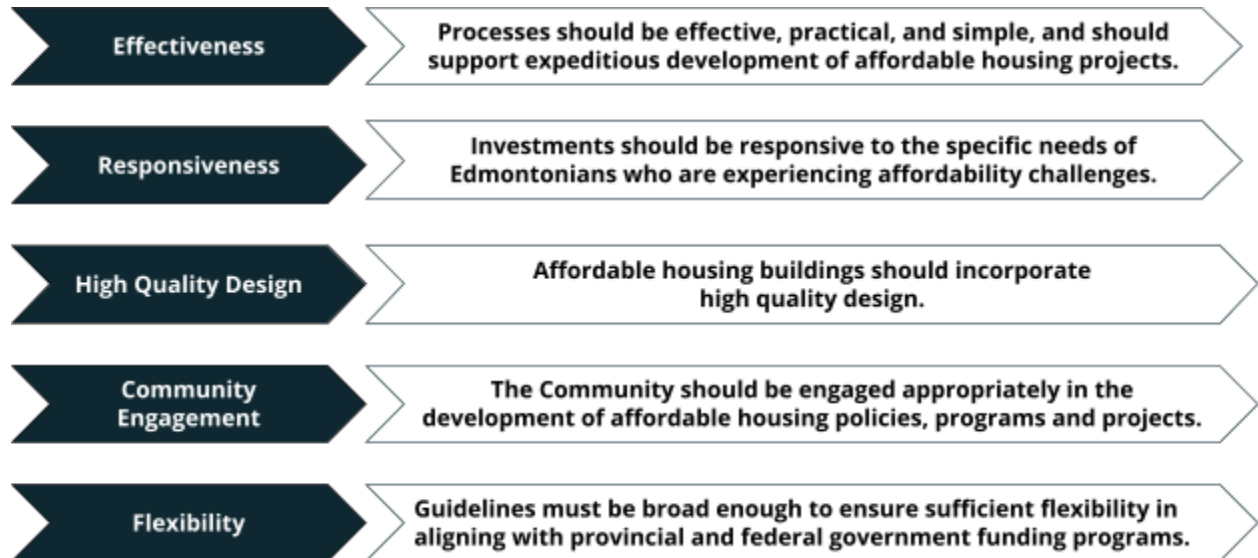 Effectiveness
Processes should be effective, practical, and simple, and should
support expeditious development of affordable housing projects.
Responsiveness
Investments should be responsive to the specific needs of
Edmontonians who are experiencing affordability challenges.
High Quality Design
Affordable housing buildings should incorporate
high quality design.
Community
Engagement
The Community should be engaged appropriately in the
development of affordable housing policies, programs and projects.
Flexibility
Guidelines must be broad enough to ensure sufficient flexibility in
aligning with provincial and federal government funding programs.